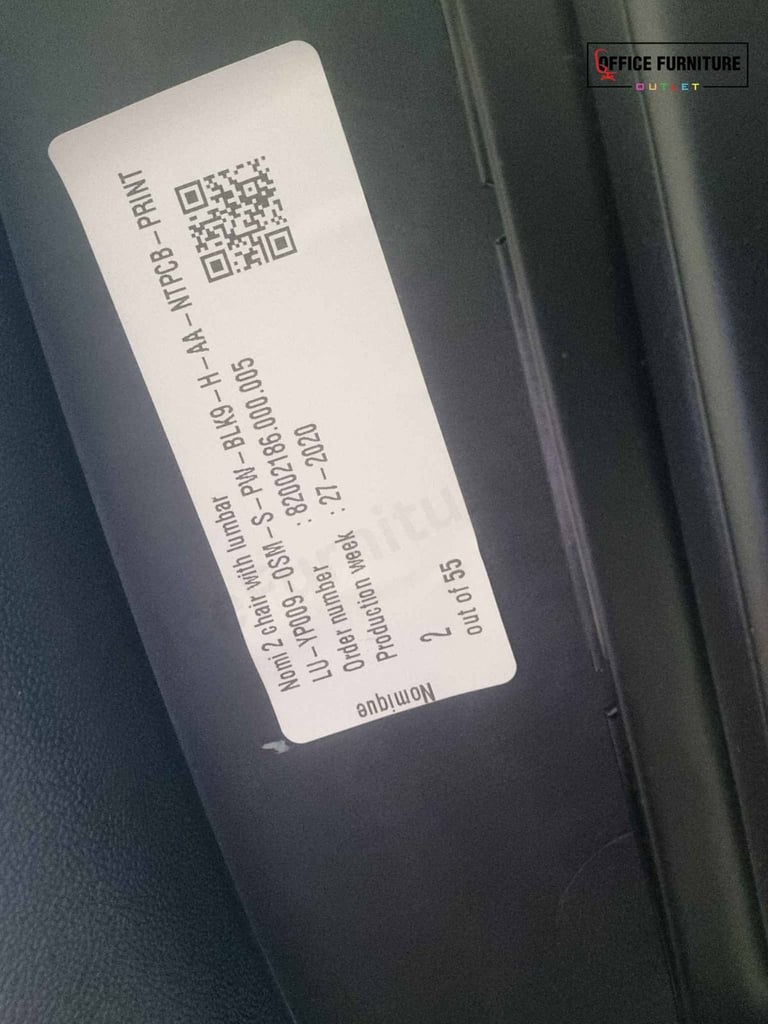 OFFICE FURNITURE
OUTLET
Nomi 2 chair with lumbar
LU-YP009-OSM-S-PW-BLK9-H-AA-NTPCB-PRINT
Order number : 82002186.000.005
Production week : 27-2020
2
out of 55
Nomique